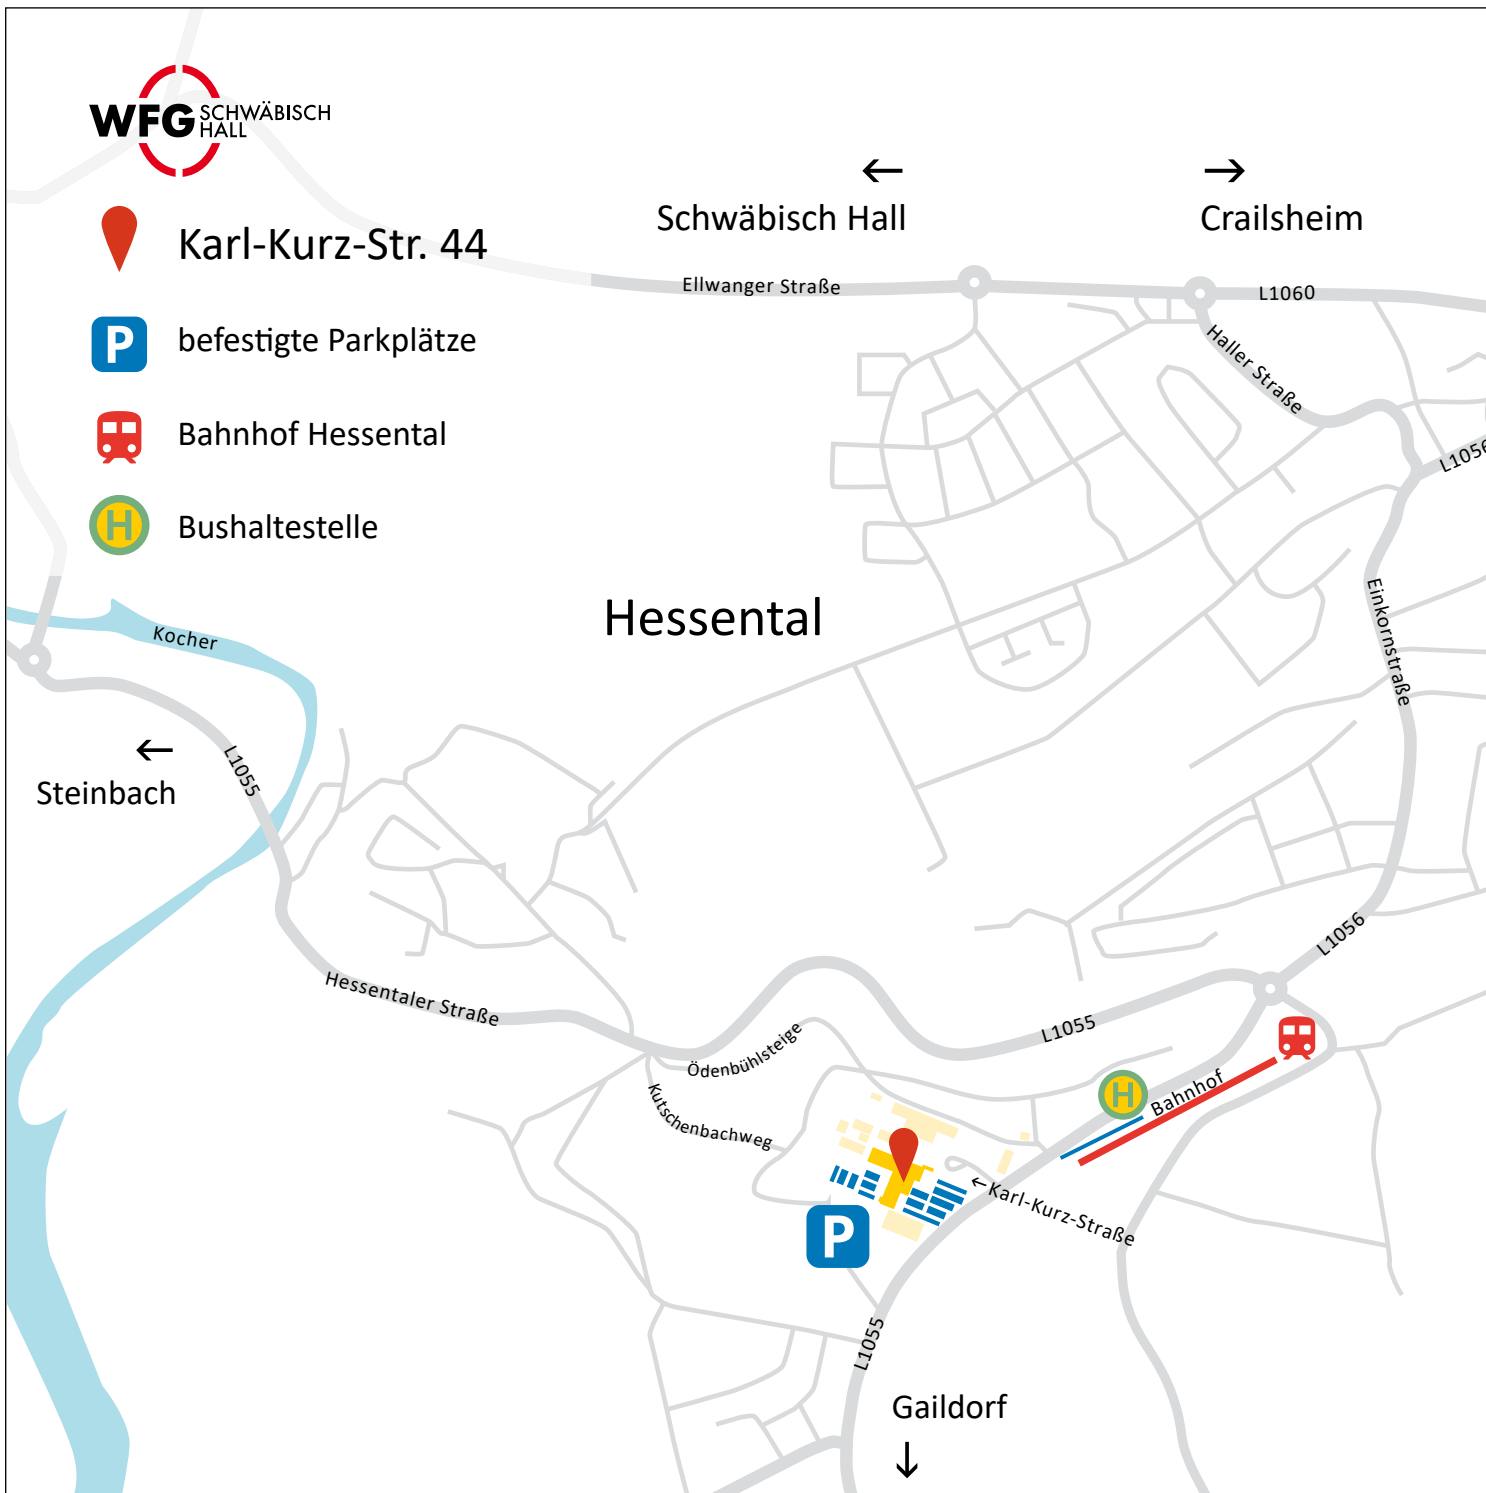 WFG SCHWÄBISCH
HALL
Karl-Kurz-Str. 44
P befestigte Parkplätze
Bahnhof Hessental
H Bushaltestelle
← →
Schwäbisch Hall Crailsheim
Ellwanger Straße
L1060
Haller Straße
L1056
Hessental
Kocher
Einkornstraße
←
Steinbach
L1055
L1056
Hessentaler Straße
L1055
Ödenbühlsteige
Kutschenbachweg
H
Bahnhof
←Karl-Kurz-Straße
P
L1055
Gaildorf
↓